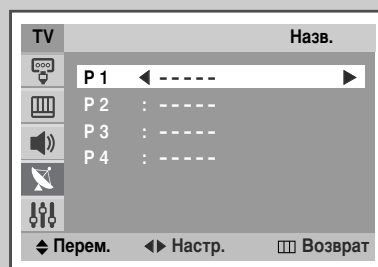 TV Назв.
P 1 ◀ - - - - - ▶
P 2 : - - - - -
P 3 : - - - - -
P 4 : - - - - -
Перем. Настр. Возврат